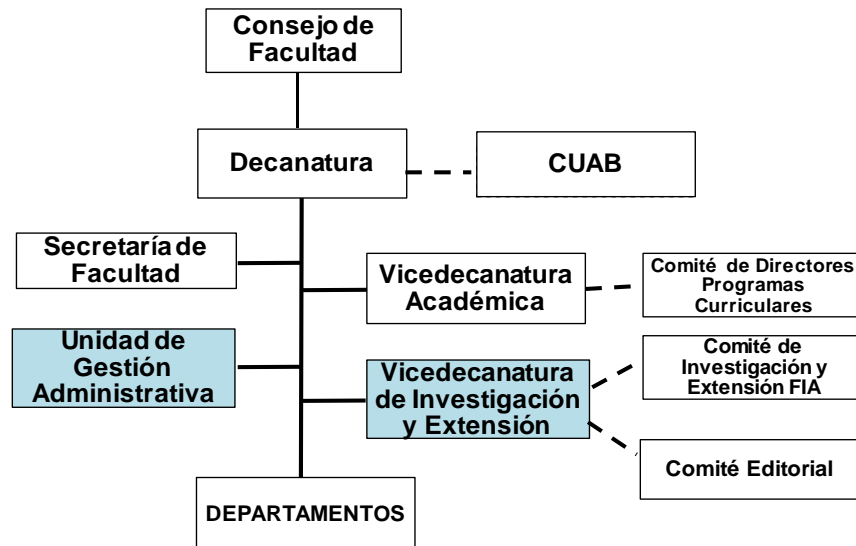 Consejo de
Facultad
Decanatura
CUAB
Secretaría de
Facultad
Vicedecanatura
Académica
Comité de Directores
Programas
Curriculares
Unidad de
Gestión
Administrativa
Vicedecanatura
de Investigación
y Extensión
Comité de
Investigación y
Extensión FIA
Comité Editorial
DEPARTAMENTOS